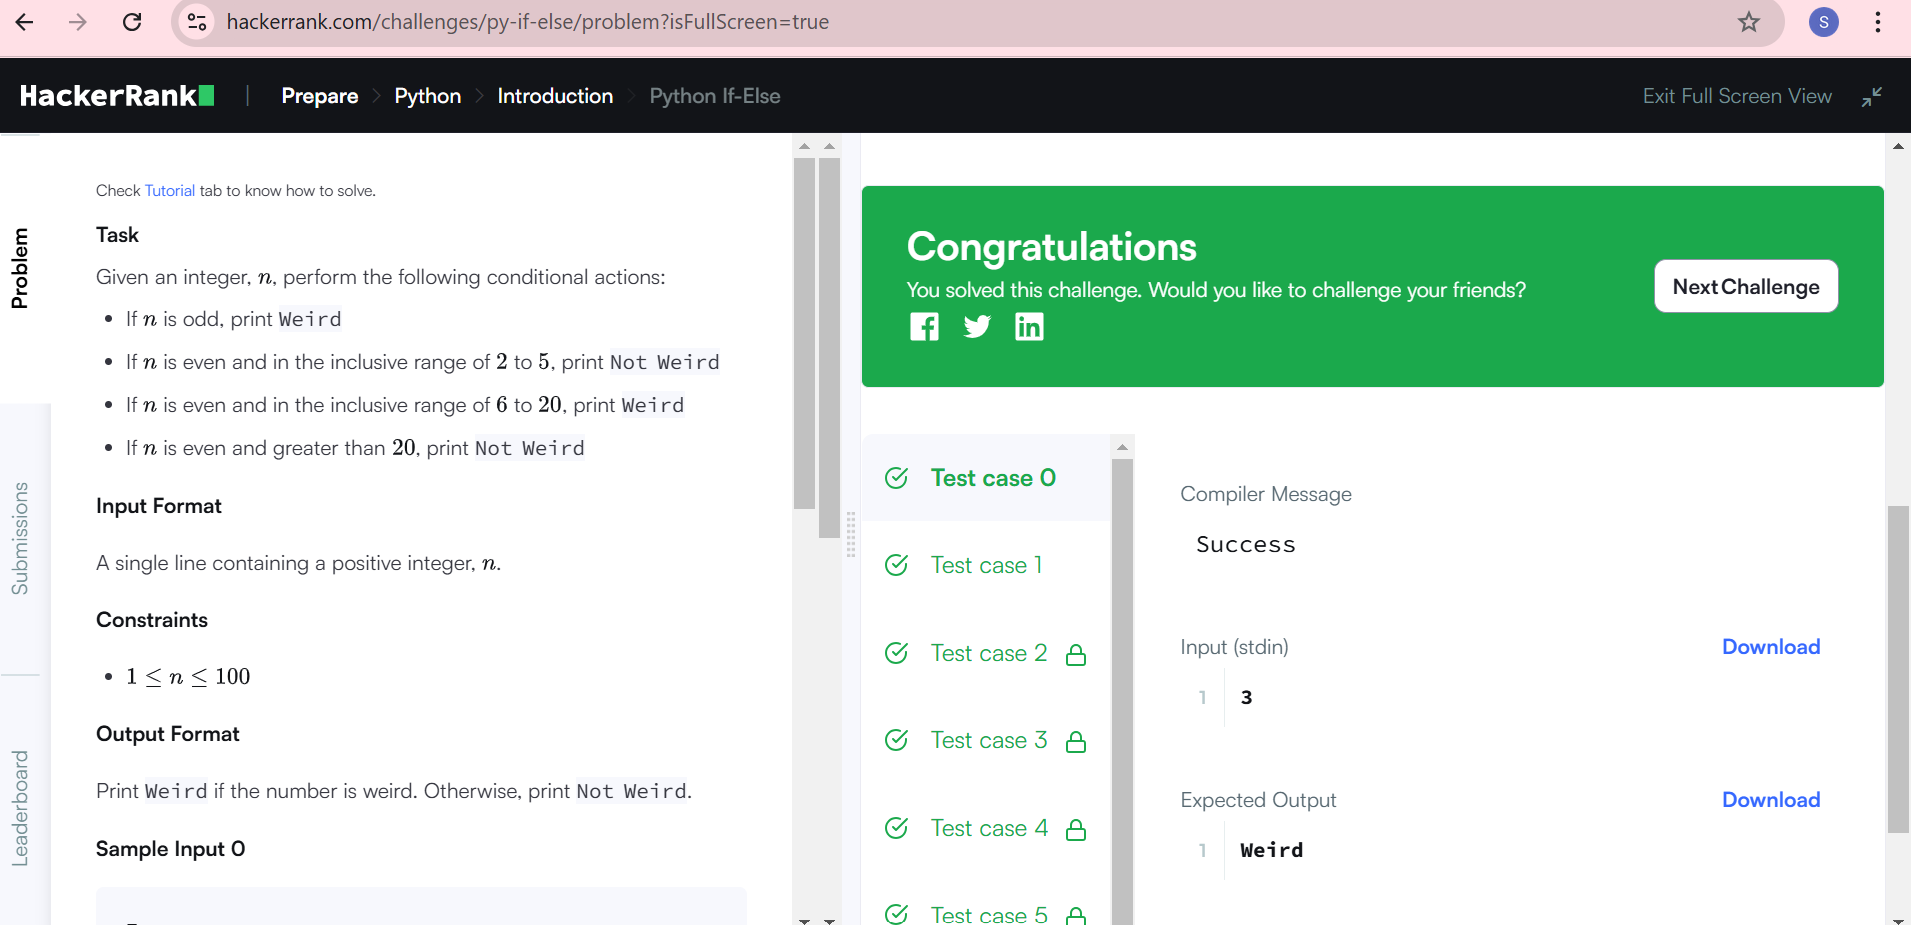 hackerrank.com/challenges/py-if-else/problem?isFullScreen=true
S
HackerRank
Prepare
Python
Introduction
Python If-Else
Exit Full Screen View
Problem
Submissions
Leaderboard
Check Tutorial tab to know how to solve.
Task
Given an integer, n, perform the following conditional actions:
• If n is odd, print Weird
• If n is even and in the inclusive range of 2 to 5, print Not Weird
• If n is even and in the inclusive range of 6 to 20, print Weird
• If n is even and greater than 20, print Not Weird
Input Format
A single line containing a positive integer, n.
Constraints
• 1 ≤ n ≤ 100
Output Format
Print Weird if the number is weird. Otherwise, print Not Weird.
Sample Input 0
Congratulations
You solved this challenge. Would you like to challenge your friends?
Next Challenge
Test case 0
Test case 1
Test case 2
Test case 3
Test case 4
Test case 5
Compiler Message
Success
Input (stdin)
Download
1 3
Expected Output
Download
1 Weird